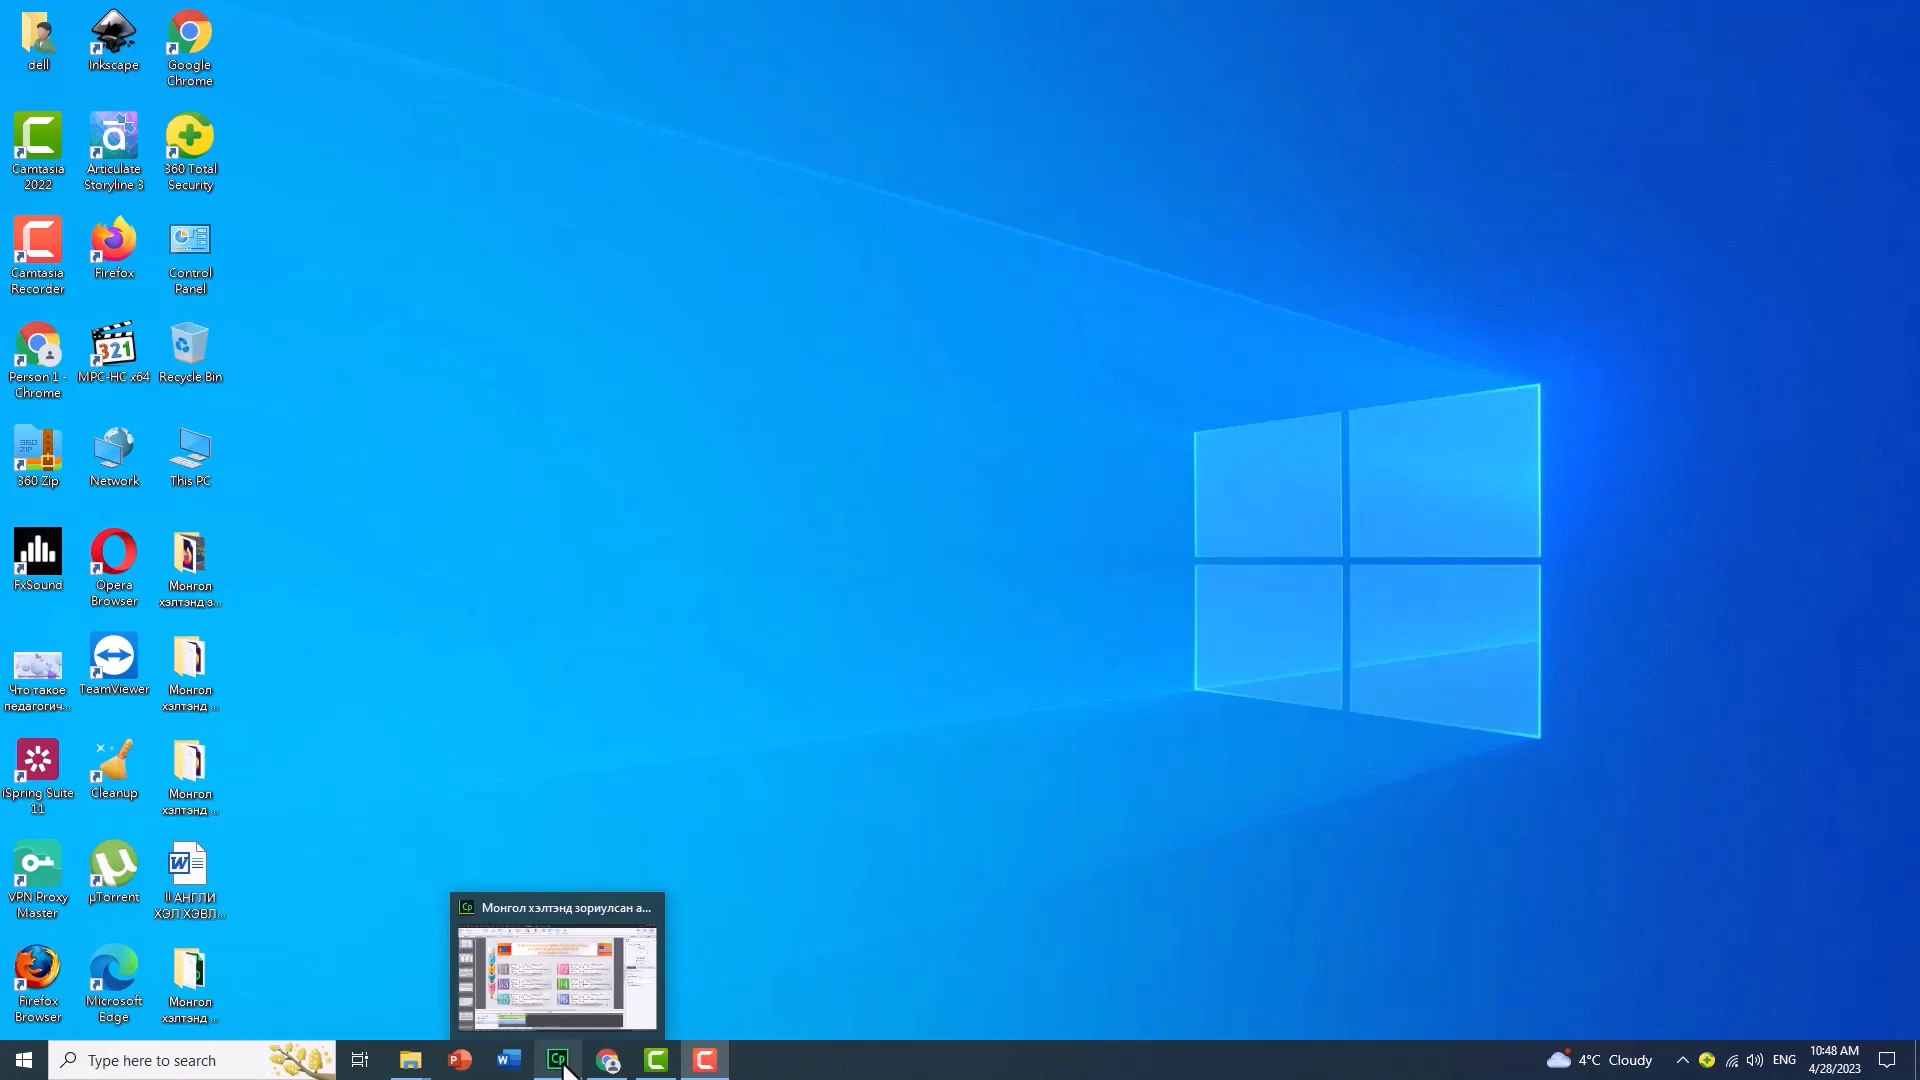 dell
Inkscape
Google
Chrome
Camtasia
2022
Articulate
Storyline 3
360 Total
Security
Camtasia
Recorder
Firefox
Control
Panel
Person 1 -
Chrome
MPC-HC x64
Recycle Bin
360 Zip
Network
This PC
FxSound
Opera
Browser
Монгол
хэлтэнд з...
Что такое
педагогич...
TeamViewer
Монгол
хэлтэнд ...
iSpring Suite
11
Cleanup
Монгол
хэлтэнд ...
VPN Proxy
Master
µTorrent
II АНГЛИ
ХЭЛ ХЭВЛ...
Firefox
Browser
Microsoft
Edge
Монгол
хэлтэнд ...
Cp Монгол хэлтэнд зориулсан а...
Type here to search
4°C Cloudy
ENG
10:48 AM
4/28/2023